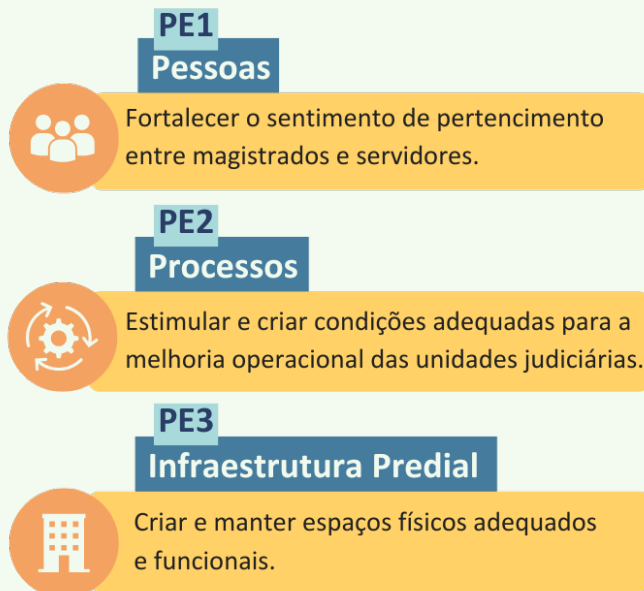 PE1
Pessoas
Fortalecer o sentimento de pertencimento
entre magistrados e servidores.
PE2
Processos
Estimular e criar condições adequadas para a
melhoria operacional das unidades judiciárias.
PE3
Infraestrutura Predial
Criar e manter espaços físicos adequados
e funcionais.